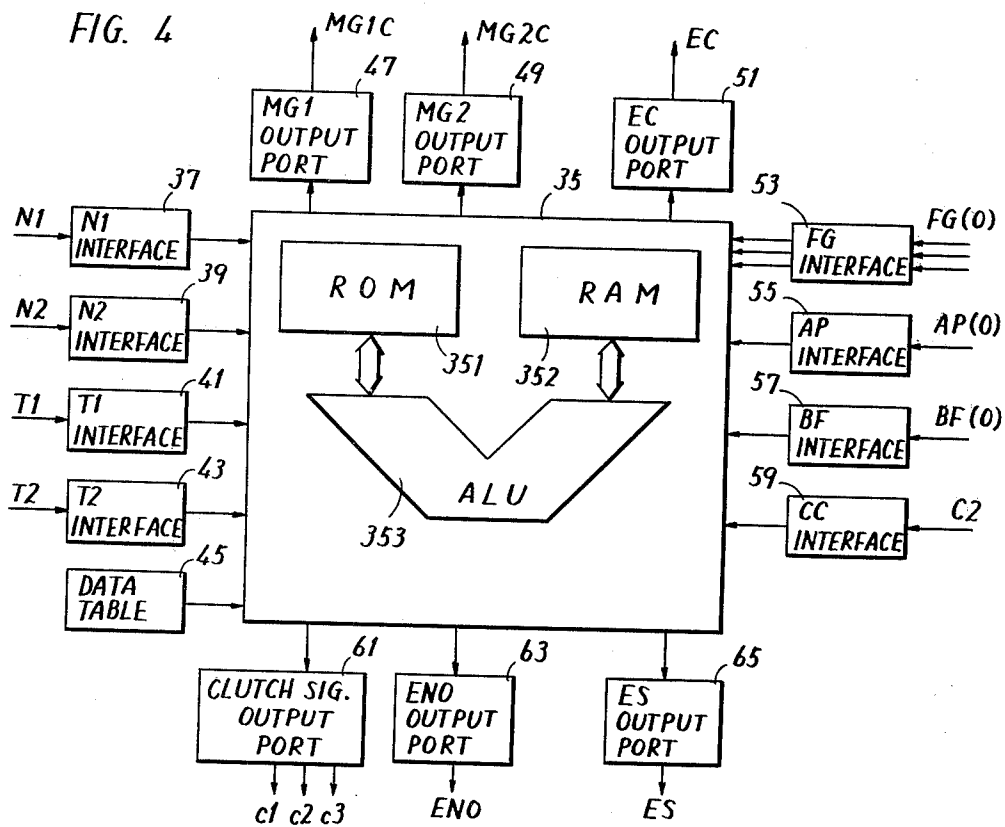 FIG. 4
MG1C
MG2C
EC
47
49
51
MG1
OUTPUT
PORT
MG2
OUTPUT
PORT
EC
OUTPUT
PORT
37
35
53
N1
N1
INTERFACE
FG
INTERFACE
FG(0)
39
N2
N2
INTERFACE
ROM
RAM
55
AP
INTERFACE
AP(0)
351
352
41
T1
T1
INTERFACE
57
BF
INTERFACE
BF(0)
43
T2
T2
INTERFACE
ALU
353
59
CC
INTERFACE
C2
45
DATA
TABLE
61
63
65
CLUTCH SIG.
OUTPUT
PORT
ENO
OUTPUT
PORT
ES
OUTPUT
PORT
c1
c2
c3
ENO
ES